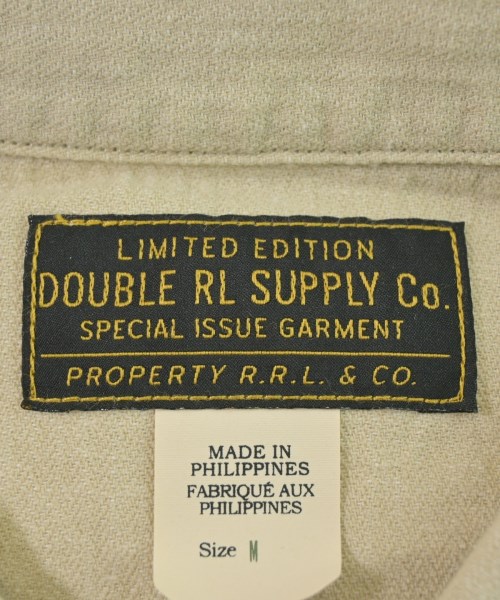 LIMITED EDITION
DOUBLE RL SUPPLY Co.
SPECIAL ISSUE GARMENT
PROPERTY R.R.L. & CO.
MADE IN
PHILIPPINES
FABRIQUÉ AUX
PHILIPPINES
Size M